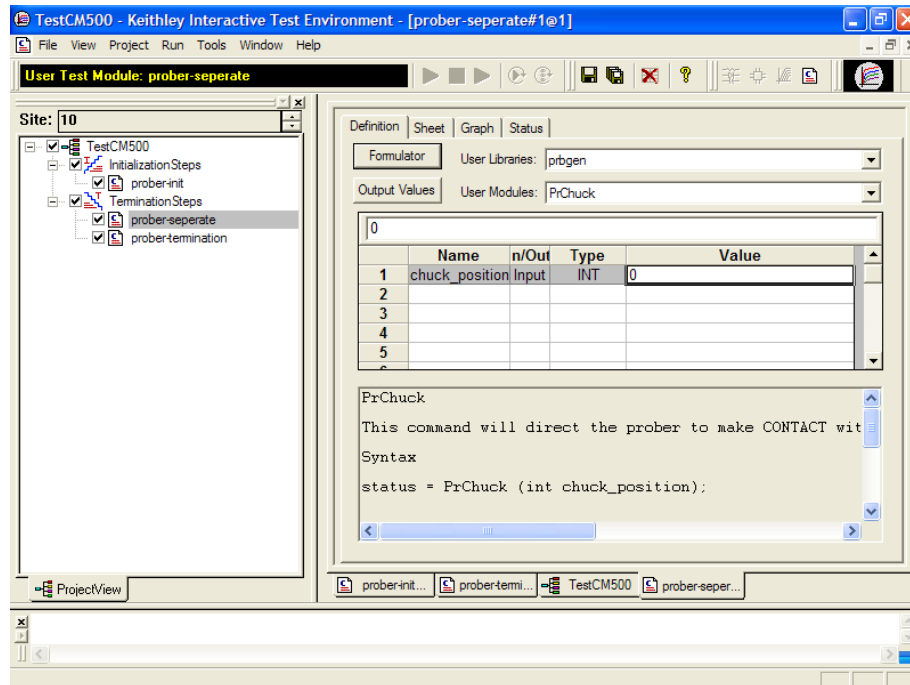 TestCM500 - Keithley Interactive Test Environment - [prober-seperate#1@1]
File View Project Run Tools Window Help
User Test Module: prober-seperate
Site: 10
TestCM500
Initialization Steps
prober-init
Termination Steps
prober-seperate
prober-termination
ProjectView
Definition Sheet Graph Status
Formulator User Libraries: prbgen
Output Values User Modules: PrChuck
0
Name n/Out Type Value
1 chuck_position Input INT 0
2
3
4
5
PrChuck
This command will direct the prober to make CONTACT wit
Syntax
status = PrChuck (int chuck_position);
prober-init... prober-termi... TestCM500 prober-seper...